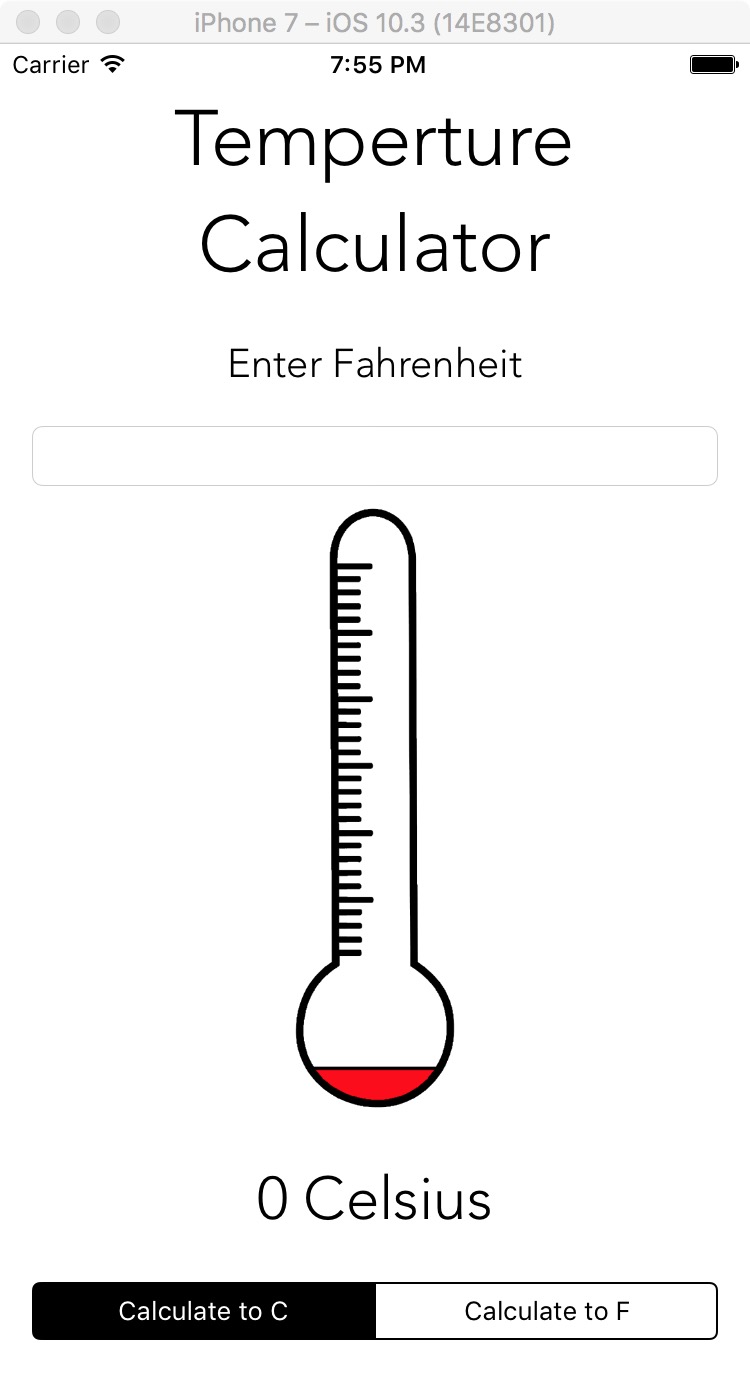 iPhone 7 – iOS 10.3 (14E8301)
Carrier 7:55 PM
Temperture
Calculator
Enter Fahrenheit
0 Celsius
Calculate to C Calculate to F